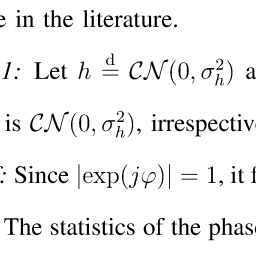 e in the literature.
1: Let $h \stackrel{\mathrm{d}}{=} \mathcal{CN}(0, \sigma_h^2)$ a
is $\mathcal{CN}(0, \sigma_h^2)$, irrespectiv
: Since $|\exp(j\varphi)| = 1$, it f
The statistics of the phas